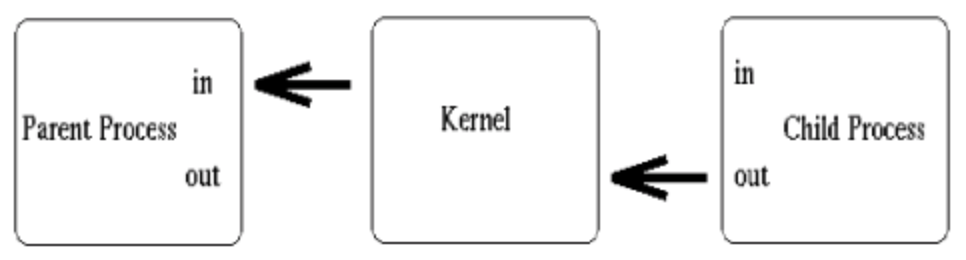 in
Parent Process
out
Kernel
in
Child Process
out